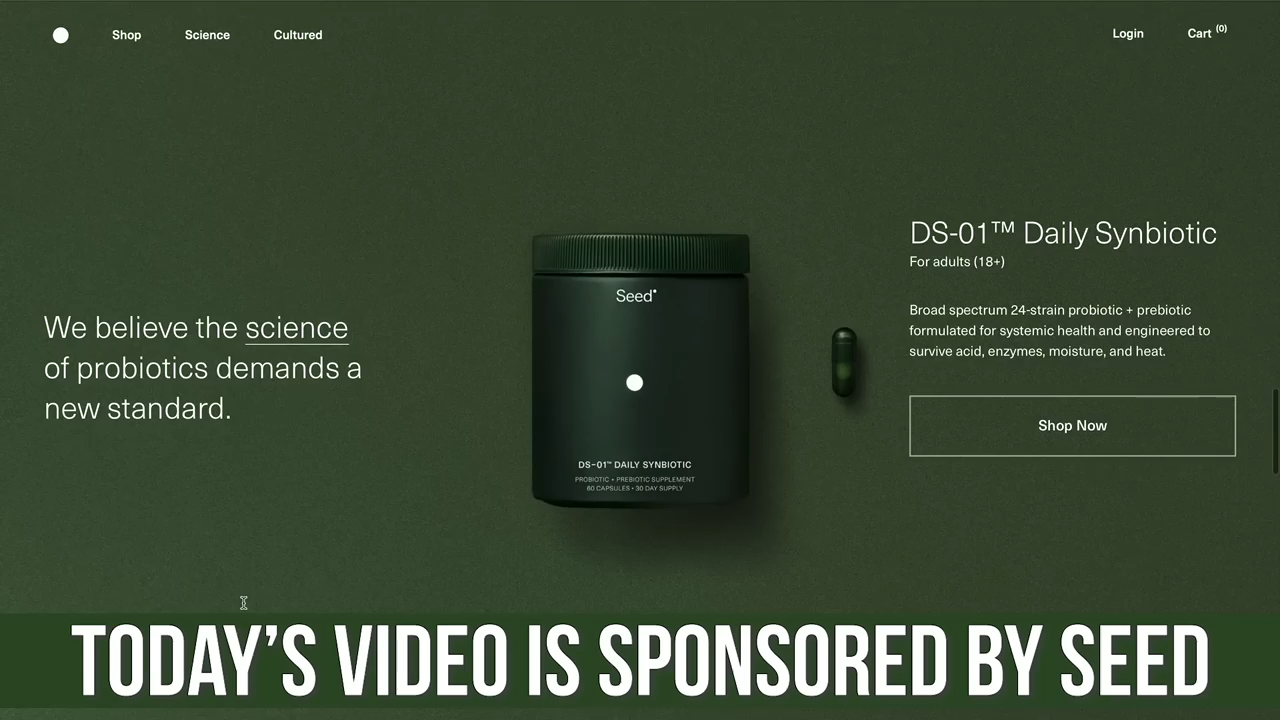 Shop
Science
Cultured
Login
Cart (0)
We believe the science
of probiotics demands a
new standard.
Seed
DS-01™ DAILY SYNBIOTIC
PROBIOTIC + PREBIOTIC SUPPLEMENT
60 CAPSULES • 30 DAY SUPPLY
DS-01™ Daily Synbiotic
For adults (18+)
Broad spectrum 24-strain probiotic + prebiotic
formulated for systemic health and engineered to
survive acid, enzymes, moisture, and heat.
Shop Now
TODAY'S VIDEO IS SPONSORED BY SEED